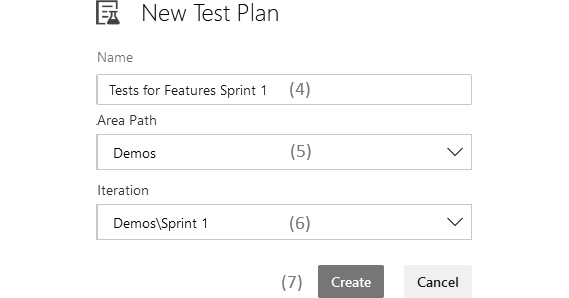 New Test Plan
Name
Tests for Features Sprint 1 (4)
Area Path
Demos (5)
Iteration
Demos\Sprint 1 (6)
(7) Create Cancel